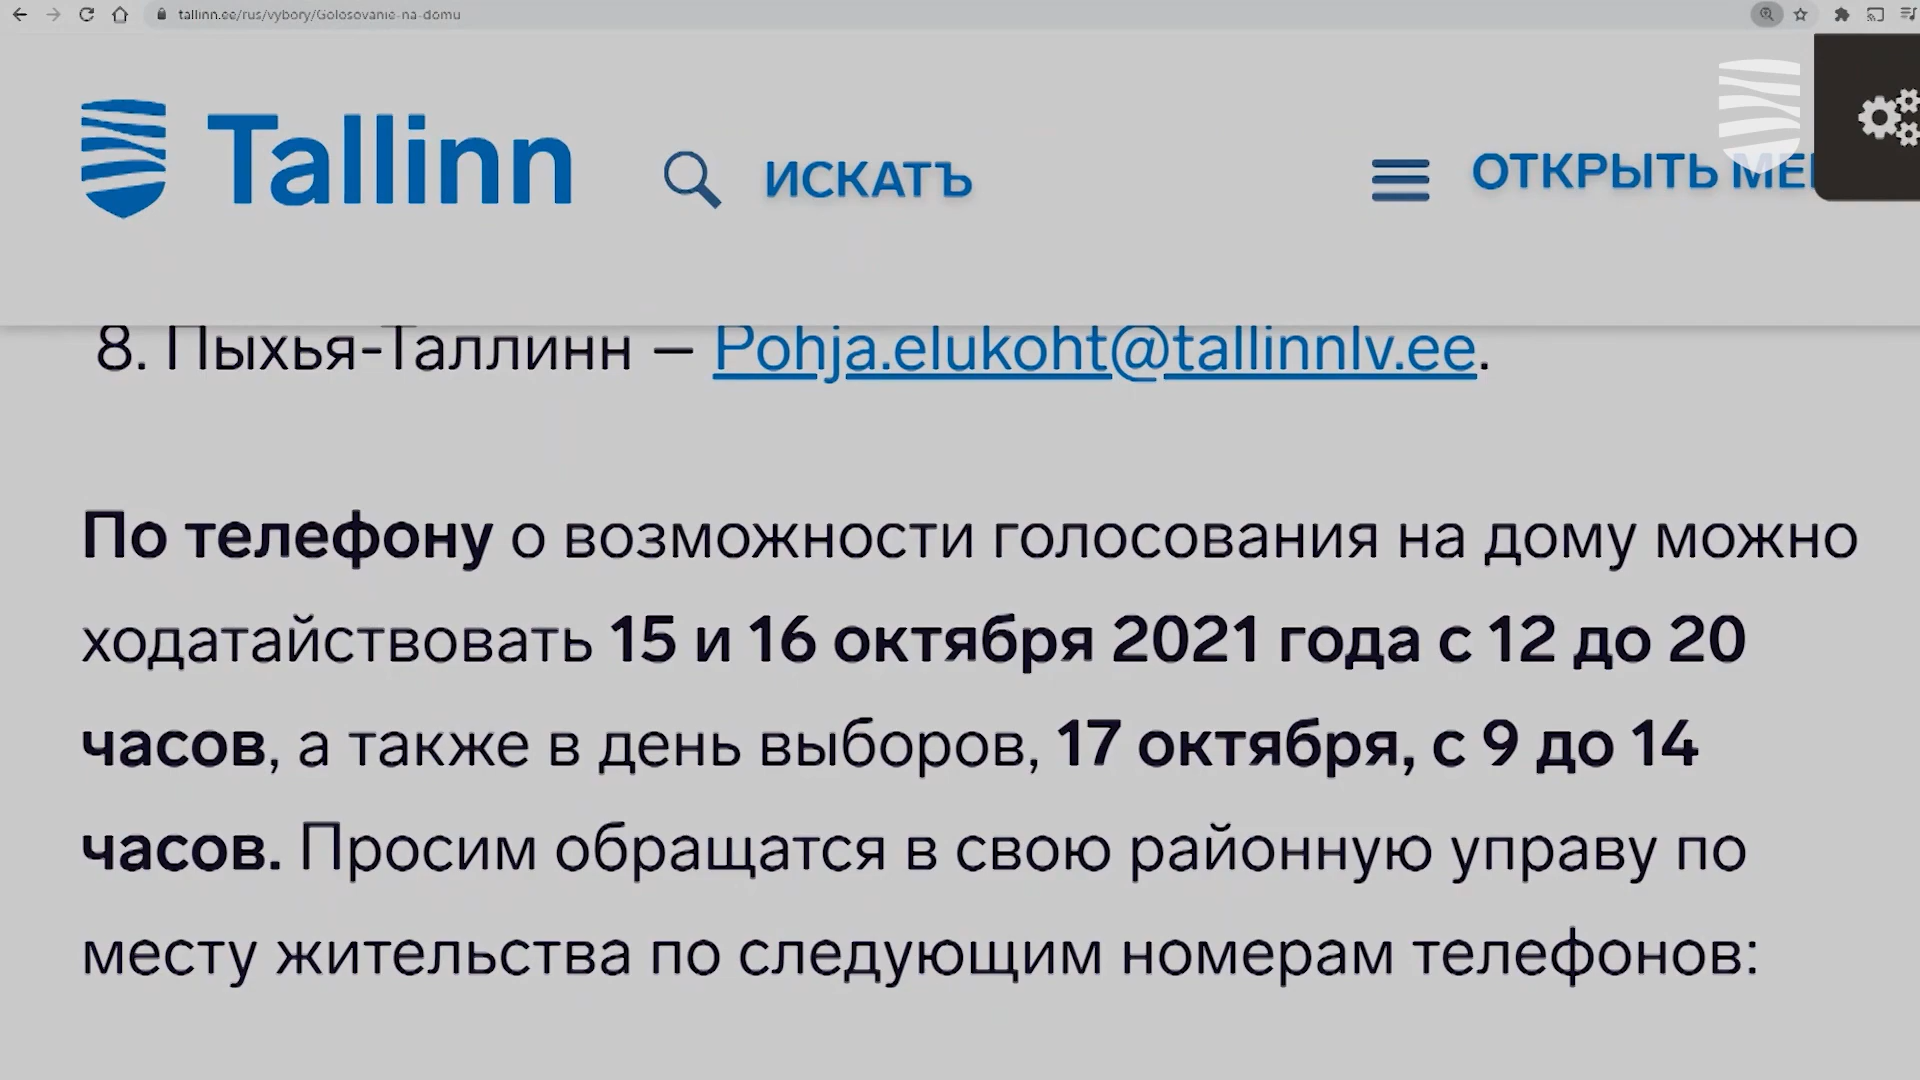 tallinn.ee/rus/vybory/Golosovanie-na-domu
Tallinn
ИСКАТЪ
ОТКРЫТЬ
8. Пыхья-Таллинн – Pohja.elukoht@tallinnlv.ee.
По телефону о возможности голосования на дому можно
ходатайствовать 15 и 16 октября 2021 года с 12 до 20
часов, а также в день выборов, 17 октября, с 9 до 14
часов. Просим обращатся в свою районную управу по
месту жительства по следующим номерам телефонов: